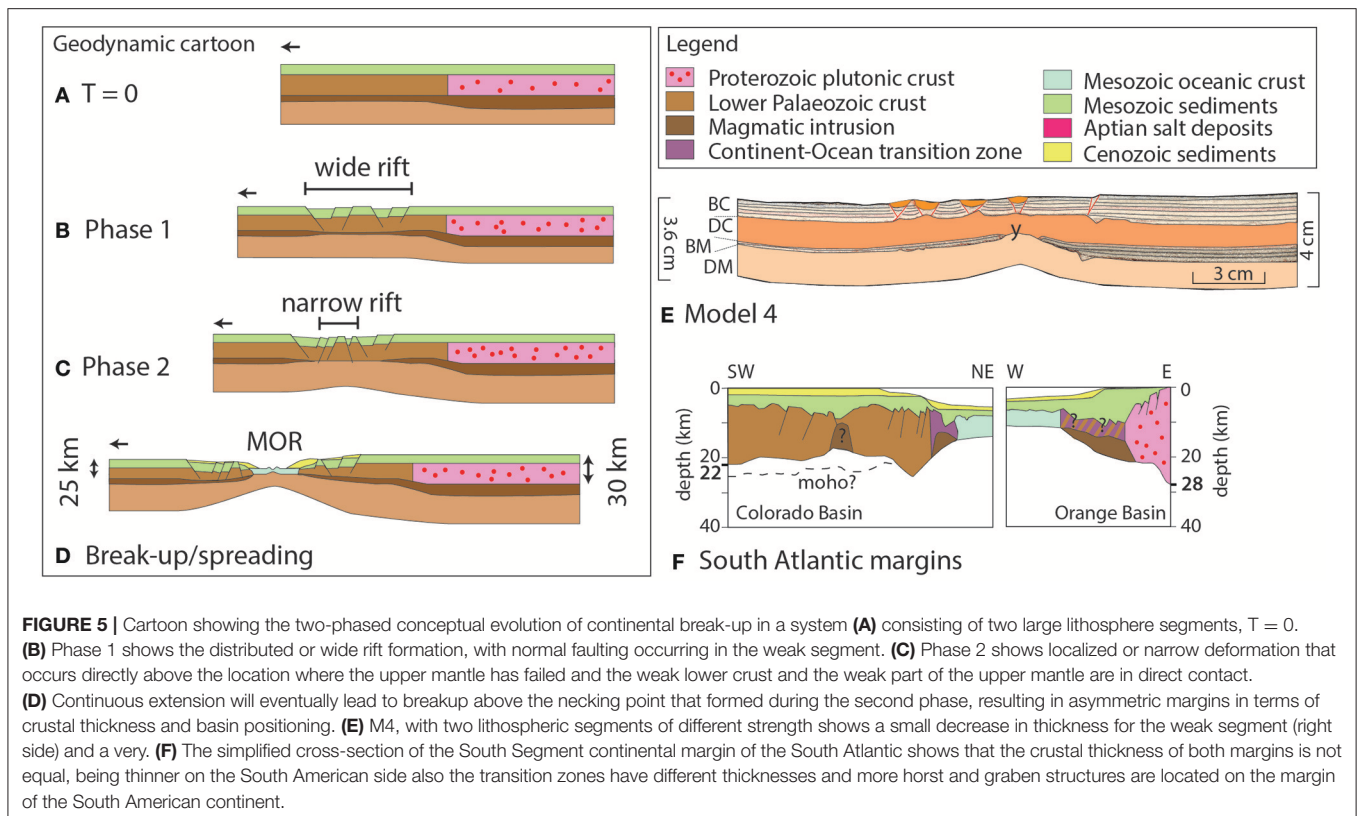 Geodynamic cartoon
A T = 0
wide rift
B Phase 1
narrow rift
C Phase 2
MOR
25 km
30 km
D Break-up/spreading
Legend
Proterozoic plutonic crust
Lower Palaeozoic crust
Magmatic intrusion
Continent-Ocean transition zone
Mesozoic oceanic crust
Mesozoic sediments
Aptian salt deposits
Cenozoic sediments
3.6 cm
BC
DC
BM
DM
y
3 cm
4 cm
E Model 4
SW
NE
W
E
0
20
22
40
depth (km)
?
moho?
Colorado Basin
? ?
0
20
28
40
depth (km)
Orange Basin
F South Atlantic margins
FIGURE 5 | Cartoon showing the two-phased conceptual evolution of continental break-up in a system (A) consisting of two large lithosphere segments, T = 0.
(B) Phase 1 shows the distributed or wide rift formation, with normal faulting occurring in the weak segment. (C) Phase 2 shows localized or narrow deformation that
occurs directly above the location where the upper mantle has failed and the weak lower crust and the weak part of the upper mantle are in direct contact.
(D) Continuous extension will eventually lead to breakup above the necking point that formed during the second phase, resulting in asymmetric margins in terms of
crustal thickness and basin positioning. (E) M4, with two lithospheric segments of different strength shows a small decrease in thickness for the weak segment (right
side) and a very. (F) The simplified cross-section of the South Segment continental margin of the South Atlantic shows that the crustal thickness of both margins is not
equal, being thinner on the South American side also the transition zones have different thicknesses and more horst and graben structures are located on the margin
of the South American continent.